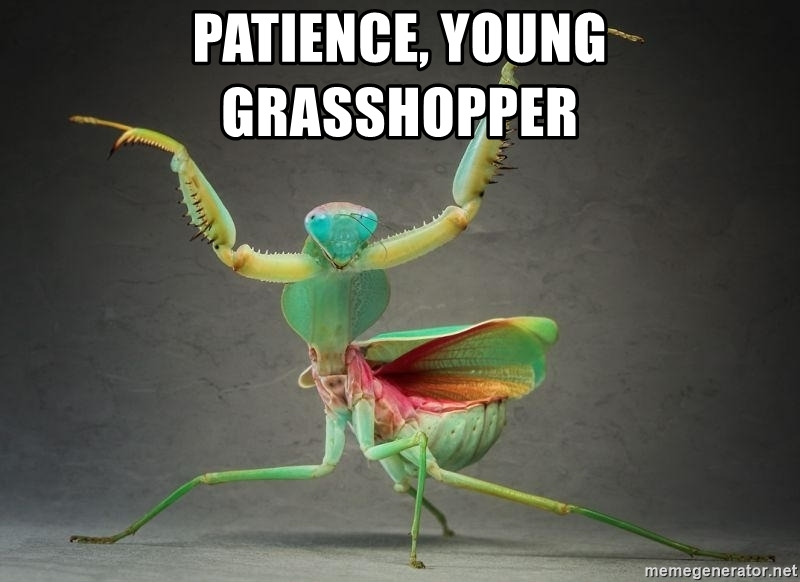 PATIENCE, YOUNG
GRASSHOPPER
memegenerator.net